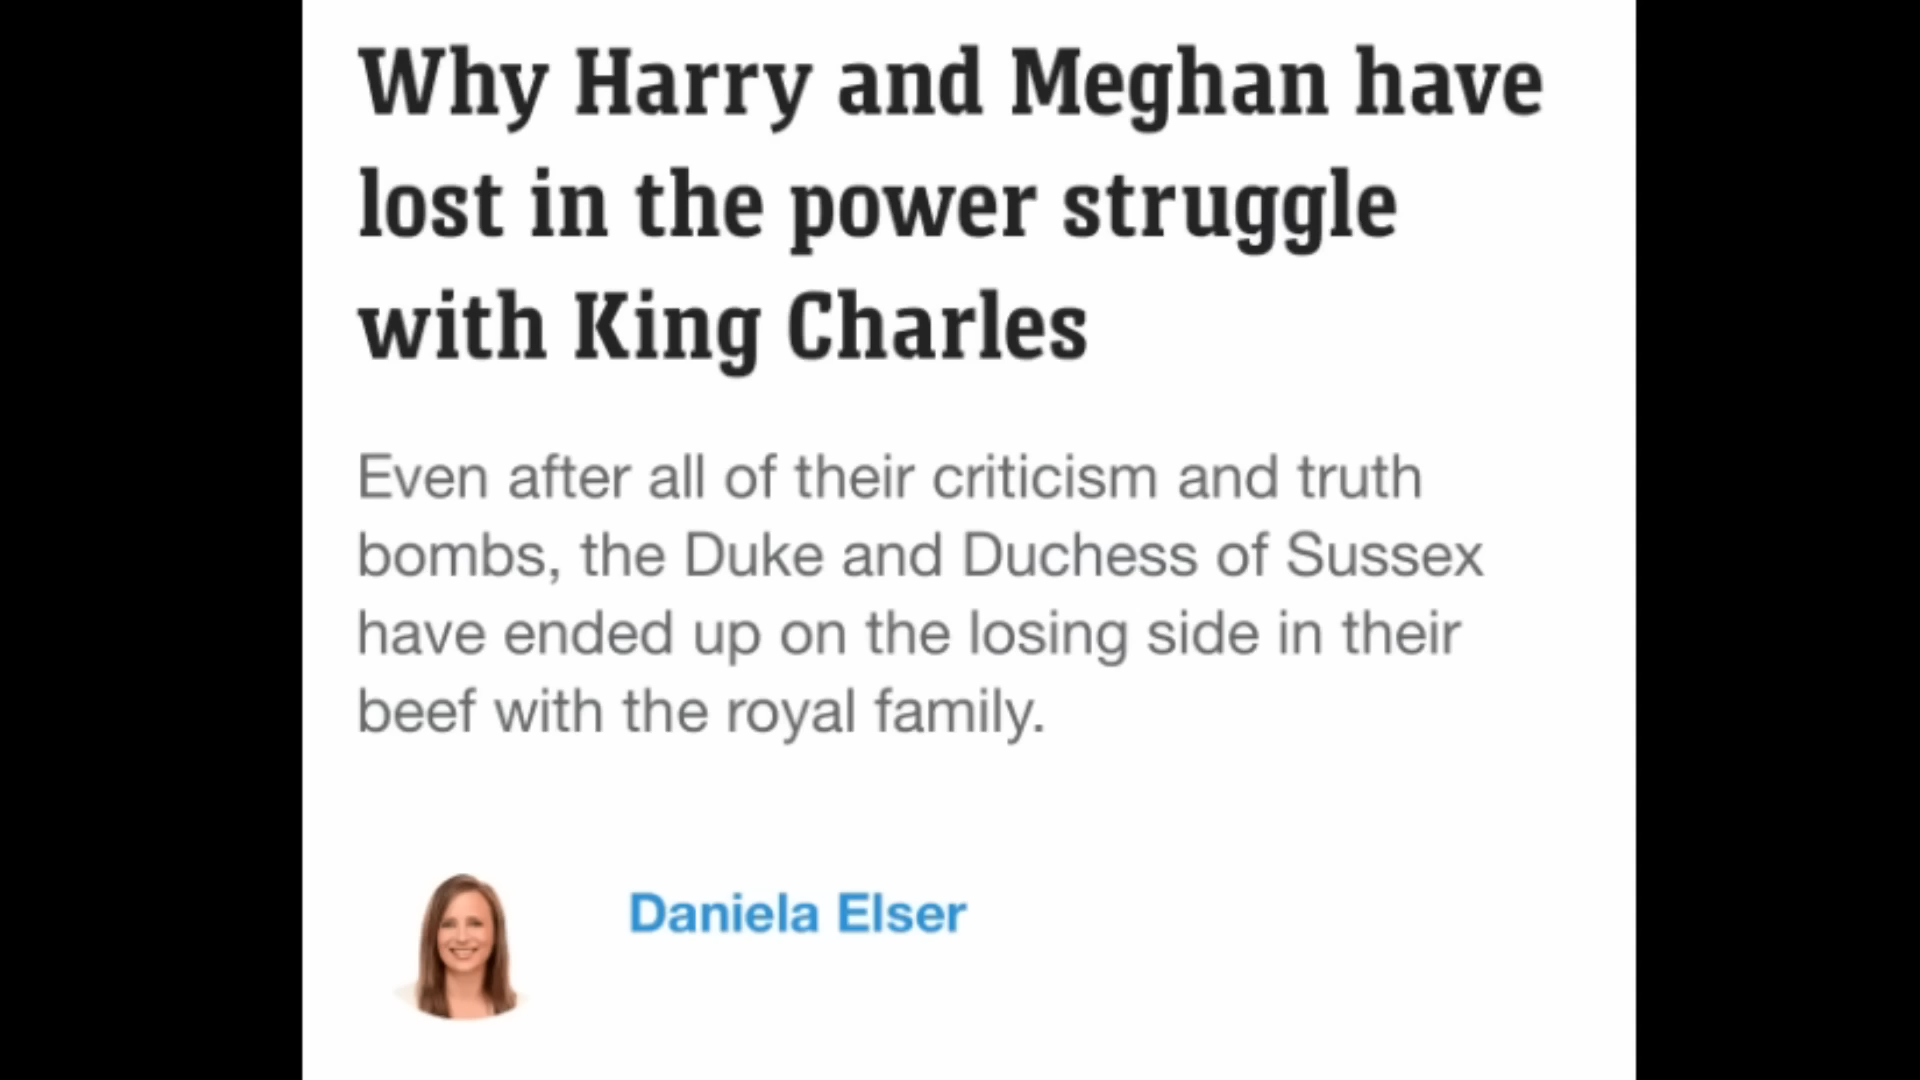 Why Harry and Meghan have
lost in the power struggle
with King Charles
Even after all of their criticism and truth
bombs, the Duke and Duchess of Sussex
have ended up on the losing side in their
beef with the royal family.
Daniela Elser